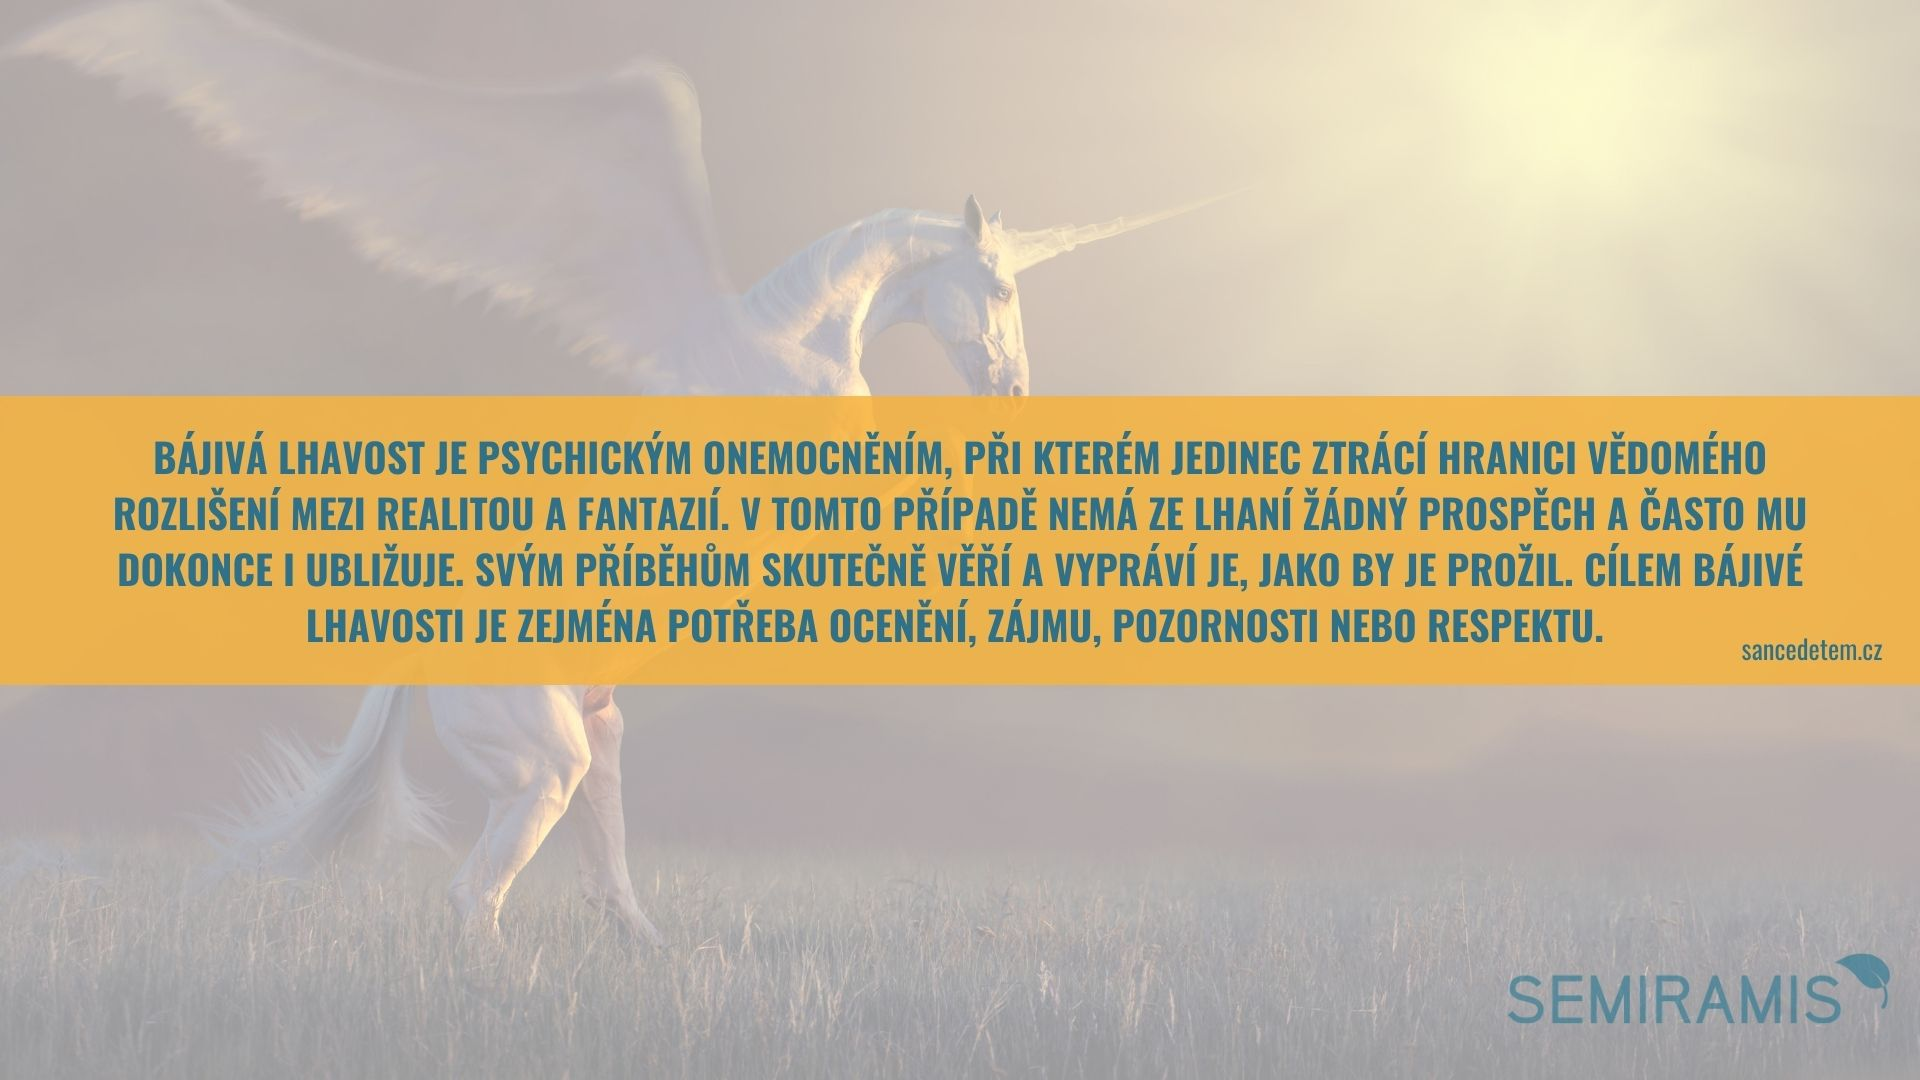 BÁJIVÁ LHAVOST JE PSYCHICKÝM ONEMOCNĚNÍM, PŘI KTERÉM JEDINEC ZTRÁCÍ HRANICI VĚDOMÉHO
ROZLIŠENÍ MEZI REALITOU A FANTAZIÍ. V TOMTO PŘÍPADĚ NEMÁ ZE LHANÍ ŽÁDNÝ PROSPĚCH A ČASTO MU
DOKONCE I UBLIŽUJE. SVÝM PŘÍBĚHŮM SKUTEČNĚ VĚŘÍ A VYPRÁVÍ JE, JAKO BY JE PROŽIL. CÍLEM BÁJIVÉ
LHAVOSTI JE ZEJMÉNA POTŘEBA OCENĚNÍ, ZÁJMU, POZORNOSTI NEBO RESPEKTU.
sancedetem.cz
SEMIRAMIS